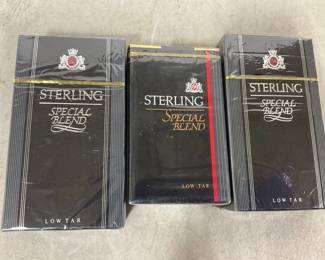 STERLING
SPECIAL
BLEND
LOW TAR
STERLING
SPECIAL
BLEND
LOW TAR
STERLING
SPECIAL
BLEND
LOW TAR